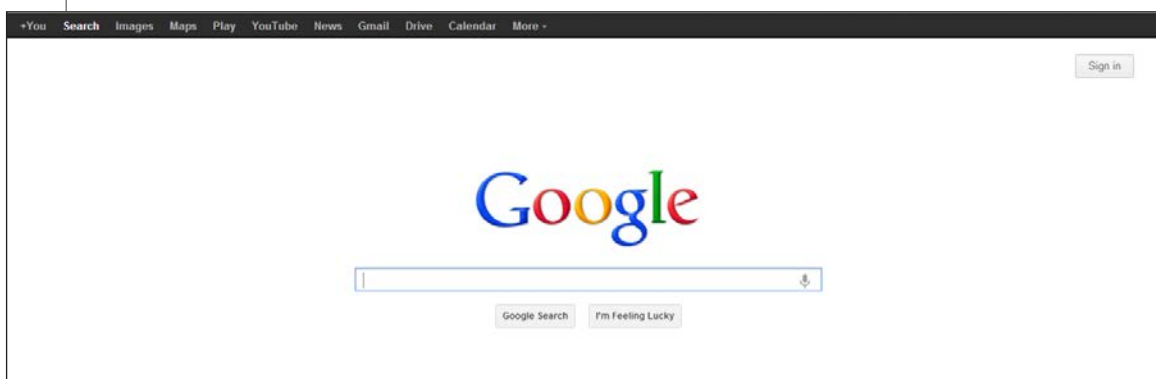 +You Search Images Maps Play YouTube News Gmail Drive Calendar More
Sign in
Google
Google Search I'm Feeling Lucky